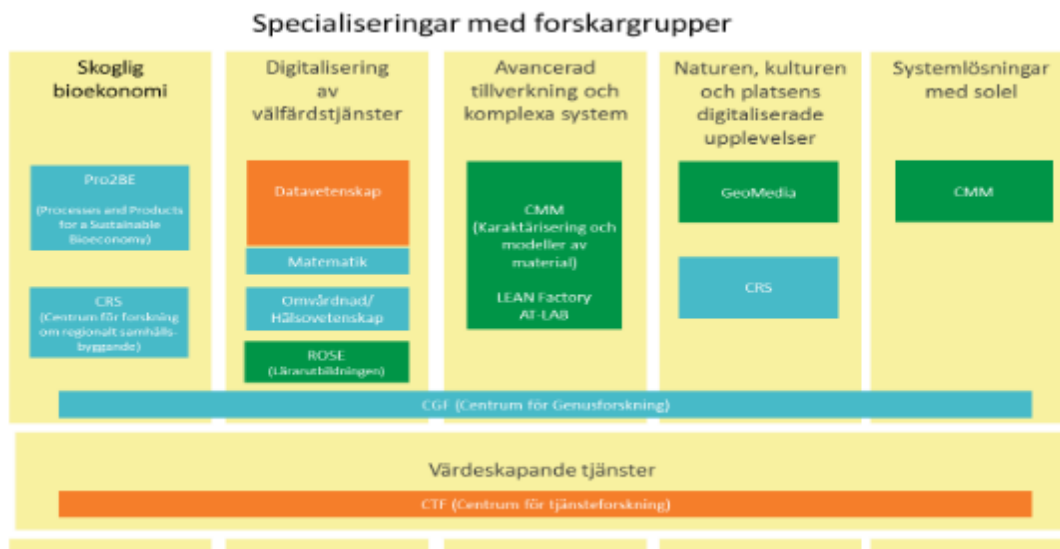 Specialiseringar med forskargrupper
Skoglig
bioekonomi
Pro2BE
(Processes and Products
for a Sustainable
Bioeconomy)
CRS
(Centrum för forskning
om regionalt samhälls-
byggande)
Digitalisering
av
välfärdstjänster
Datavetenskap
Matematik
Omvårdnad/
Hälsovetenskap
ROSE
(Lärarutbildningen)
Avancerad
tillverkning och
komplexa system
CMM
(Karaktärisering och
modeller av
material)
LEAN Factory
AT-LAB
Naturen, kulturen
och platsens
digitaliserade
upplevelser
GeoMedia
CRS
Systemlösningar
med solel
CMM
CGF (Centrum för Genusforskning)
Värdeskapande tjänster
CTF (Centrum för tjänsteforskning)